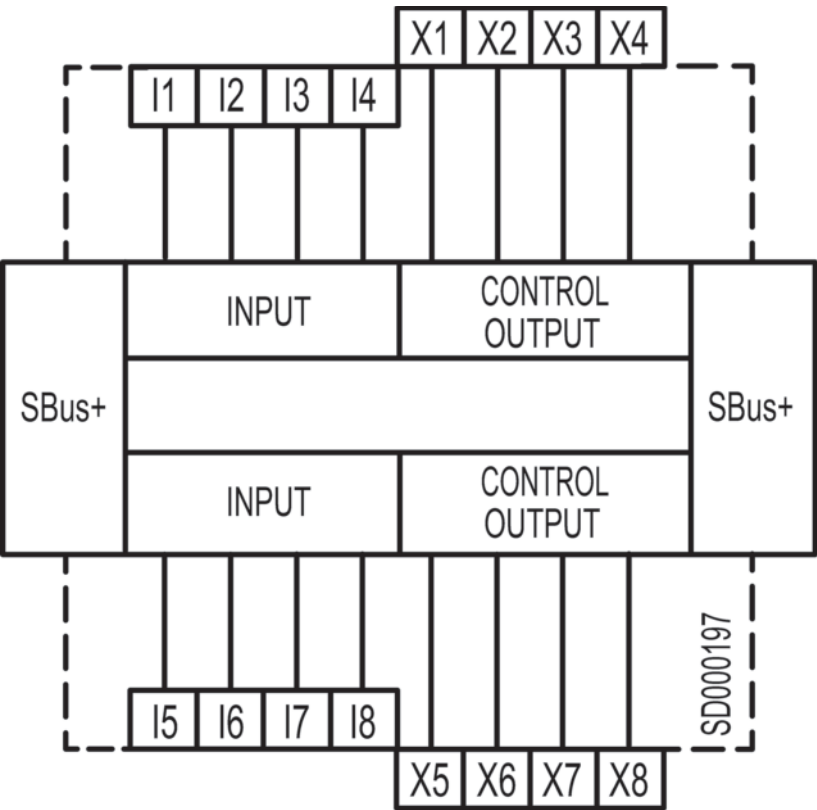 X1 X2 X3 X4
I1 I2 I3 I4
INPUT
CONTROL
OUTPUT
SBus+
SBus+
INPUT
CONTROL
OUTPUT
SD000197
I5 I6 I7 I8
X5 X6 X7 X8